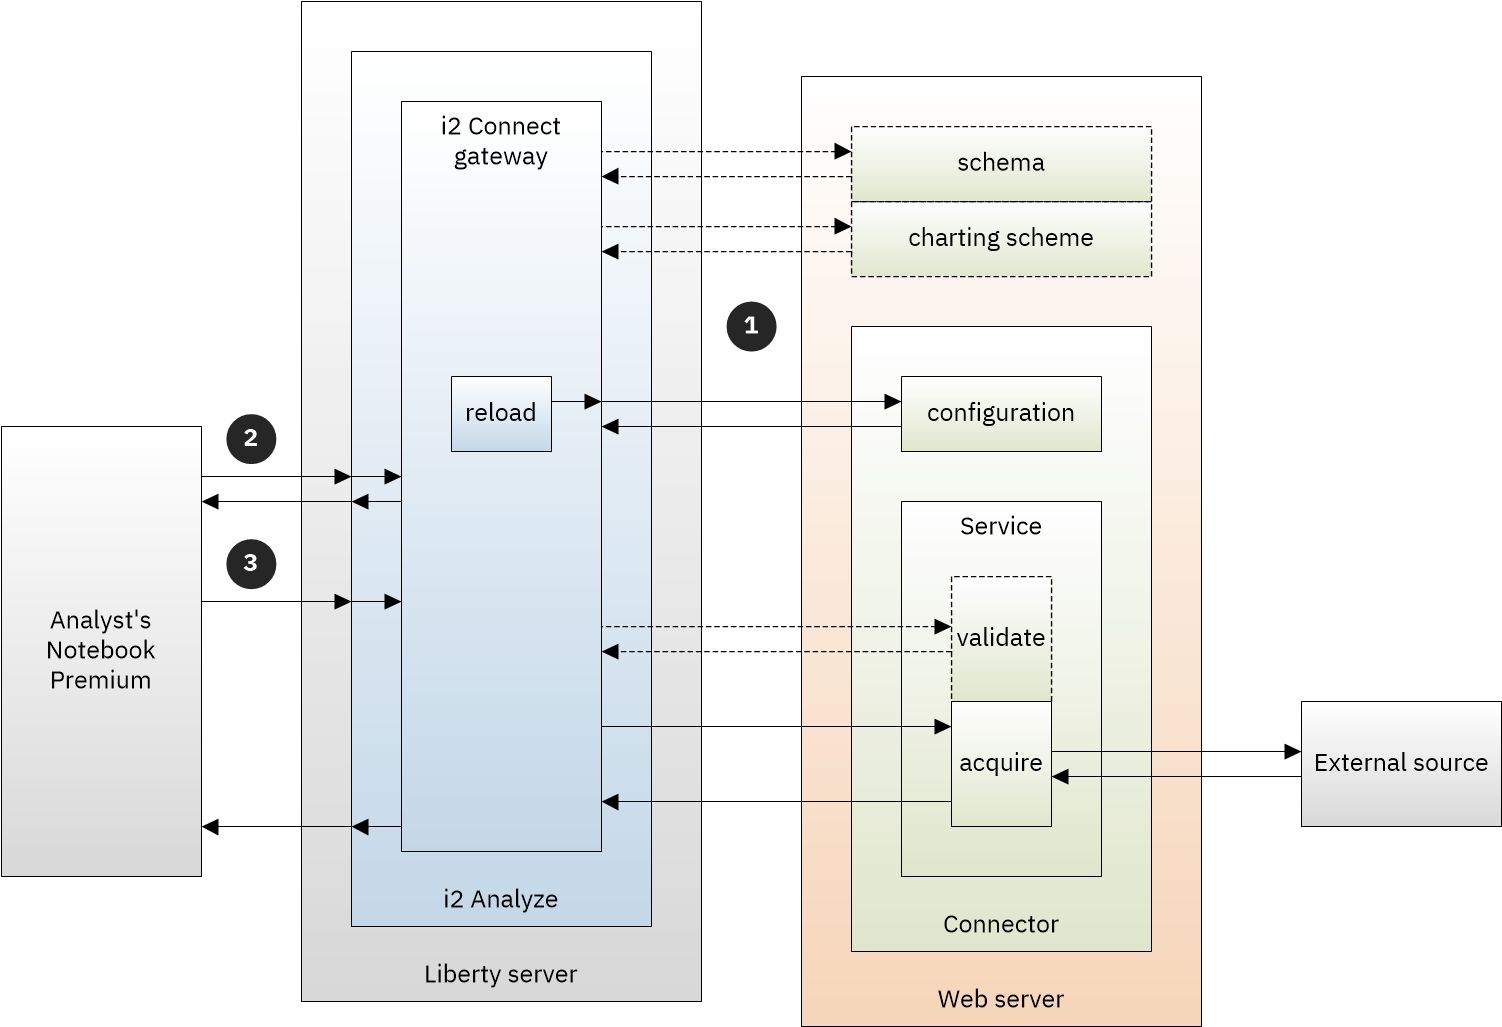 i2 Connect
gateway
schema
charting scheme
1
reload
configuration
2
3
Service
Analyst's
Notebook
Premium
validate
acquire
External source
i2 Analyze
Connector
Liberty server
Web server